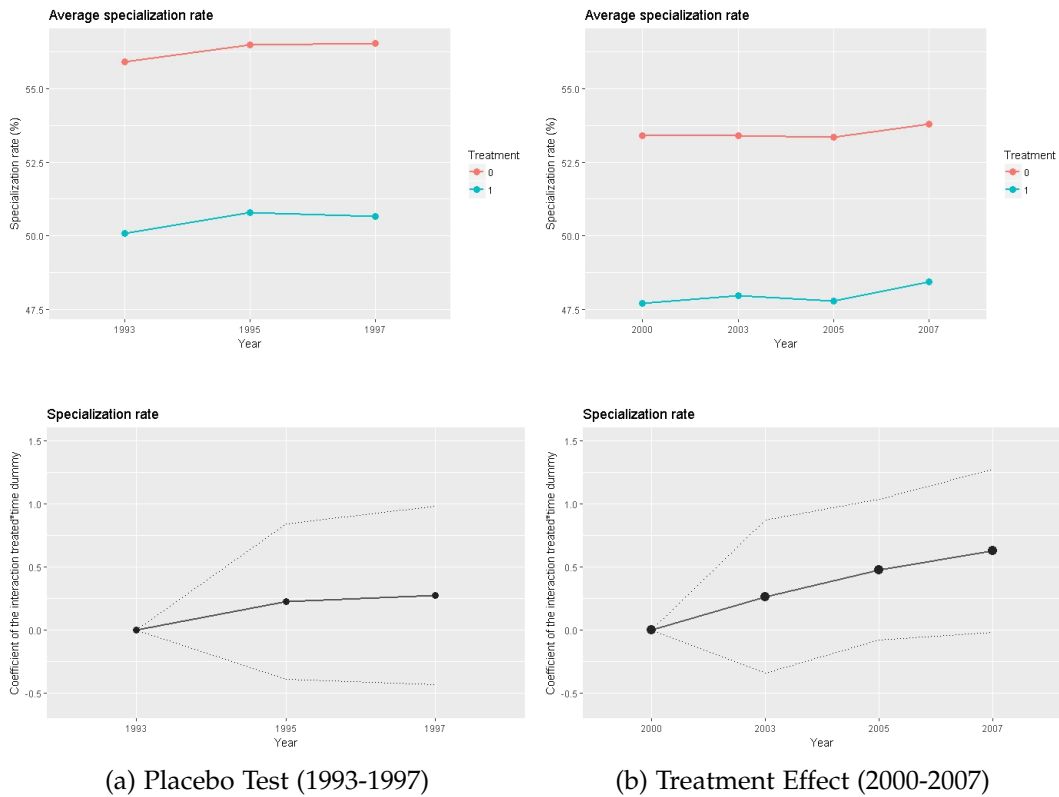 Average specialization rate
Specialization rate (%)
55.0
52.5
50.0
47.5
1993
1995
1997
Year
Treatment
0
1
Average specialization rate
Specialization rate (%)
55.0
52.5
50.0
47.5
2000
2003
2005
2007
Year
Treatment
0
1
Specialization rate
Coefficient of the interaction treated*time dummy
1.5
1.0
0.5
0.0
-0.5
1993
1995
1997
Year
(a) Placebo Test (1993-1997)
Specialization rate
Coefficient of the interaction treated*time dummy
1.5
1.0
0.5
0.0
-0.5
2000
2003
2005
2007
Year
(b) Treatment Effect (2000-2007)